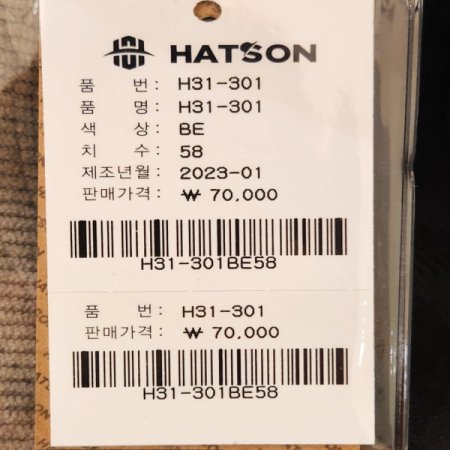 HATSON
품 번 : H31-301
품 명 : H31-301
색 상 : BE
치 수 : 58
제조년월 : 2023-01
판매가격 : ₩ 70,000
H31-301BE58
품 번 : H31-301
판매가격 : ₩ 70,000
H31-301BE58